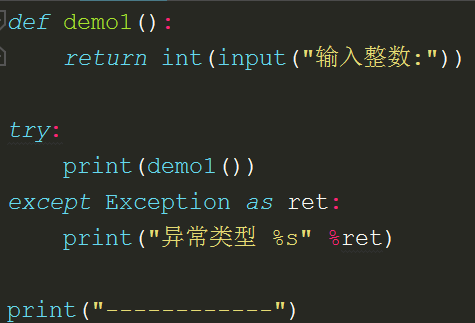 def demo1():
    return int(input("输入整数:"))
try:
    print(demo1())
except Exception as ret:
    print("异常类型 %s" %ret)
print("------------")